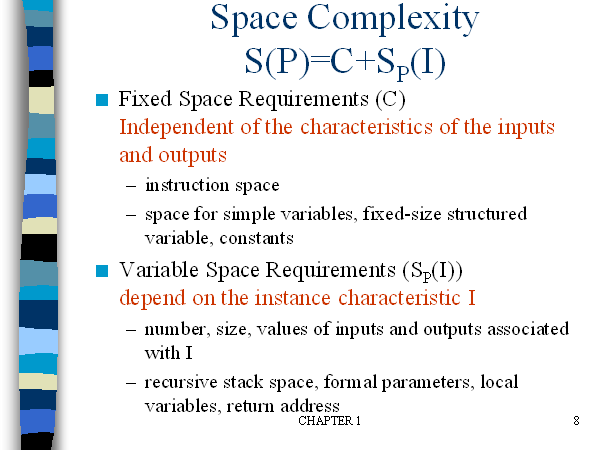 Space Complexity
S(P)=C+Sₚ(I)
Fixed Space Requirements (C)
Independent of the characteristics of the inputs
and outputs
– instruction space
– space for simple variables, fixed-size structured
variable, constants
Variable Space Requirements (Sₚ(I))
depend on the instance characteristic I
– number, size, values of inputs and outputs associated
with I
– recursive stack space, formal parameters, local
variables, return address
CHAPTER 1
8